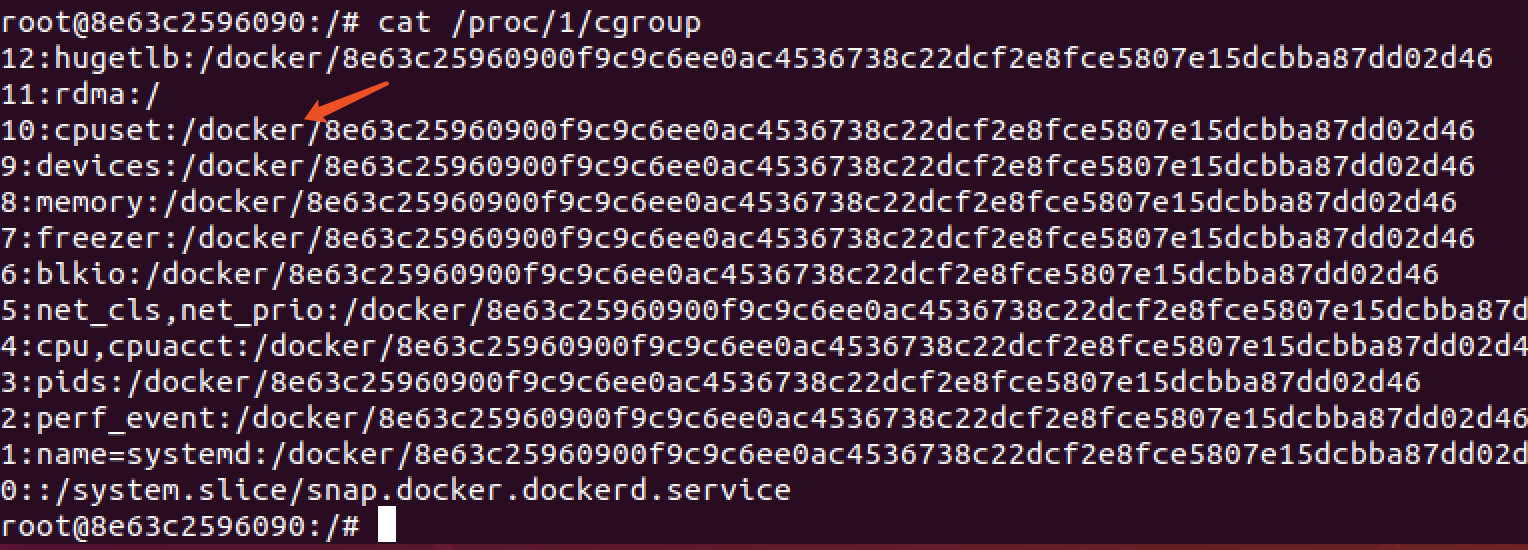 root@8e63c2596090:/# cat /proc/1/cgroup
12:hugetlb:/docker/8e63c25960900f9c9c6ee0ac4536738c22dcf2e8fce5807e15dcbba87dd02d46
11:rdma:/
10:cpuset:/docker/8e63c25960900f9c9c6ee0ac4536738c22dcf2e8fce5807e15dcbba87dd02d46
9:devices:/docker/8e63c25960900f9c9c6ee0ac4536738c22dcf2e8fce5807e15dcbba87dd02d46
8:memory:/docker/8e63c25960900f9c9c6ee0ac4536738c22dcf2e8fce5807e15dcbba87dd02d46
7:freezer:/docker/8e63c25960900f9c9c6ee0ac4536738c22dcf2e8fce5807e15dcbba87dd02d46
6:blkio:/docker/8e63c25960900f9c9c6ee0ac4536738c22dcf2e8fce5807e15dcbba87dd02d46
5:net_cls,net_prio:/docker/8e63c25960900f9c9c6ee0ac4536738c22dcf2e8fce5807e15dcbba87d
4:cpu,cpuacct:/docker/8e63c25960900f9c9c6ee0ac4536738c22dcf2e8fce5807e15dcbba87dd02d4
3:pids:/docker/8e63c25960900f9c9c6ee0ac4536738c22dcf2e8fce5807e15dcbba87dd02d46
2:perf_event:/docker/8e63c25960900f9c9c6ee0ac4536738c22dcf2e8fce5807e15dcbba87dd02d46
1:name=systemd:/docker/8e63c25960900f9c9c6ee0ac4536738c22dcf2e8fce5807e15dcbba87dd02d
0::/system.slice/snap.docker.dockerd.service
root@8e63c2596090:/#